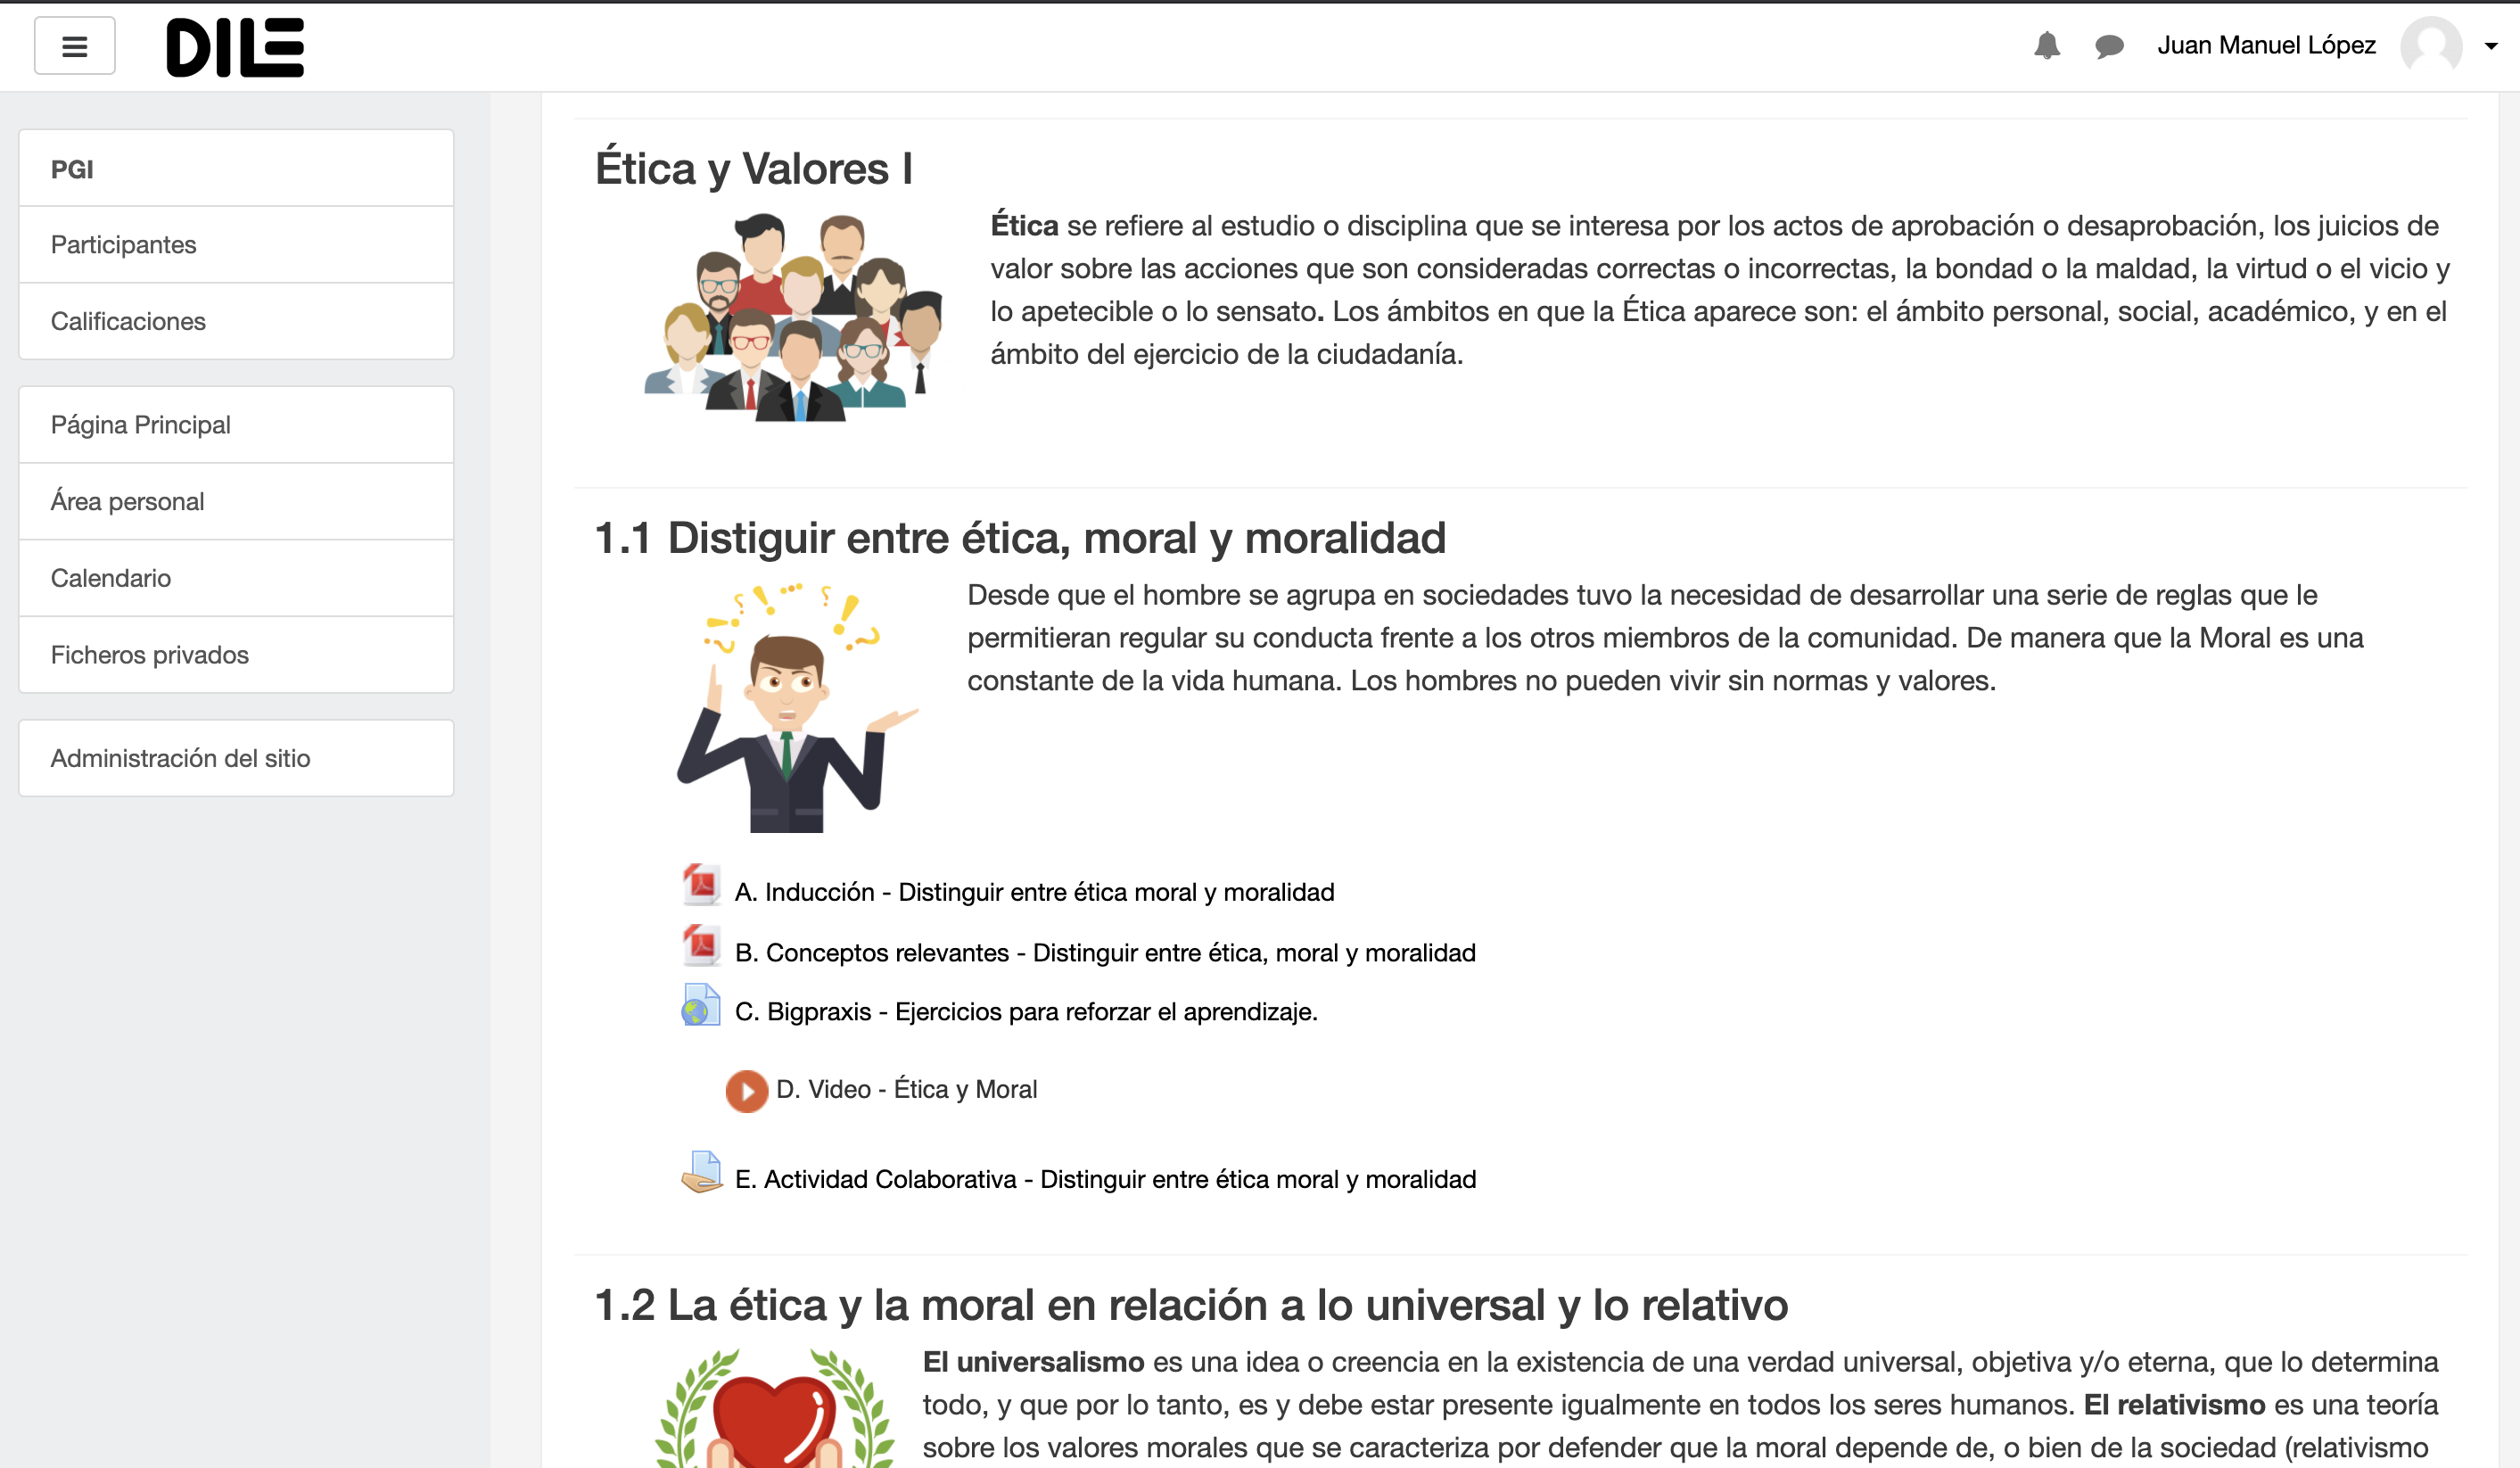 DILE
Juan Manuel López
PGI
Participantes
Calificaciones
Página Principal
Área personal
Calendario
Ficheros privados
Administración del sitio
Ética y Valores I
Ética se refiere al estudio o disciplina que se interesa por los actos de aprobación o desaprobación, los juicios de
valor sobre las acciones que son consideradas correctas o incorrectas, la bondad o la maldad, la virtud o el vicio y
lo apetecible o lo sensato. Los ámbitos en que la Ética aparece son: el ámbito personal, social, académico, y en el
ámbito del ejercicio de la ciudadanía.
1.1 Distiguir entre ética, moral y moralidad
Desde que el hombre se agrupa en sociedades tuvo la necesidad de desarrollar una serie de reglas que le
permitieran regular su conducta frente a los otros miembros de la comunidad. De manera que la Moral es una
constante de la vida humana. Los hombres no pueden vivir sin normas y valores.
A. Inducción - Distinguir entre ética moral y moralidad
B. Conceptos relevantes - Distinguir entre ética, moral y moralidad
C. Bigpraxis - Ejercicios para reforzar el aprendizaje.
D. Video - Ética y Moral
E. Actividad Colaborativa - Distinguir entre ética moral y moralidad
1.2 La ética y la moral en relación a lo universal y lo relativo
El universalismo es una idea o creencia en la existencia de una verdad universal, objetiva y/o eterna, que lo determina
todo, y que por lo tanto, es y debe estar presente igualmente en todos los seres humanos. El relativismo es una teoría
sobre los valores morales que se caracteriza por defender que la moral depende de, o bien de la sociedad (relativismo